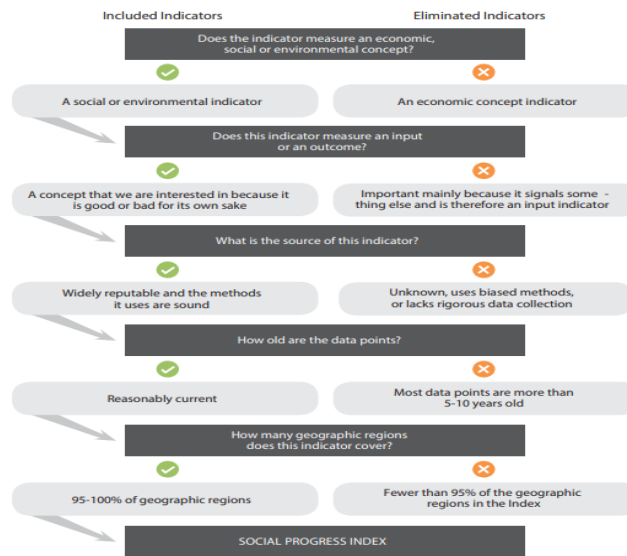 Included Indicators
Eliminated Indicators
Does the indicator measure an economic,
social or environmental concept?
A social or environmental indicator
An economic concept indicator
Does this indicator measure an input
or an outcome?
A concept that we are interested in because it
is good or bad for its own sake
Important mainly because it signals some -
thing else and is therefore an input indicator
What is the source of this indicator?
Widely reputable and the methods
it uses are sound
Unknown, uses biased methods,
or lacks rigorous data collection
How old are the data points?
Reasonably current
Most data points are more than
5-10 years old
How many geographic regions
does this indicator cover?
95-100% of geographic regions
Fewer than 95% of the geographic
regions in the Index
SOCIAL PROGRESS INDEX